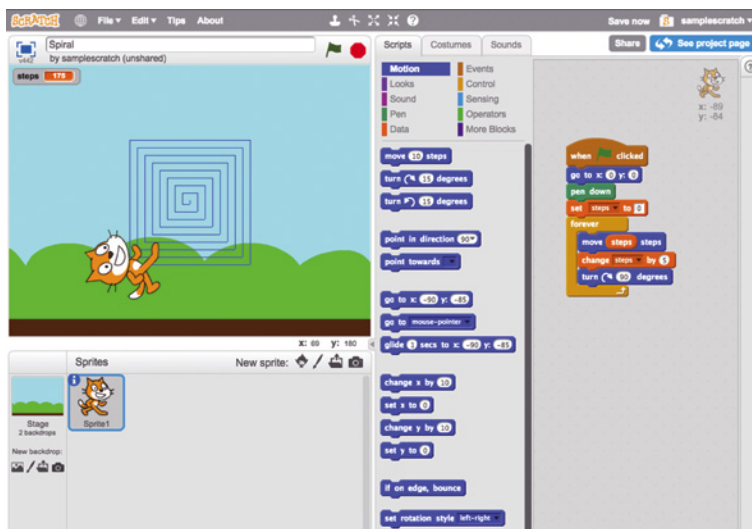 SCRATCH File Edit Tips About Save now samplescratch
Spiral
by samplescratch (unshared)
v442
Scripts Costumes Sounds
Share See project page
steps 175
Motion Events
Looks Control
Sound Sensing
Pen Operators
Data More Blocks
move 10 steps
turn 15 degrees
turn 15 degrees
point in direction 90
point towards
go to x: -90 y: -85
go to mouse-pointer
glide 1 secs to x: -90 y: -85
change x by 10
set x to 0
change y by 10
set y to 0
if on edge, bounce
set rotation style left-right
x: -89
y: -84
when clicked
go to x: 0 y: 0
pen down
set steps to 0
forever
move steps steps
change steps by 5
turn 90 degrees
x: 69 y: 180
Sprites New sprite:
Stage
2 backdrops
New backdrop:
Sprite1